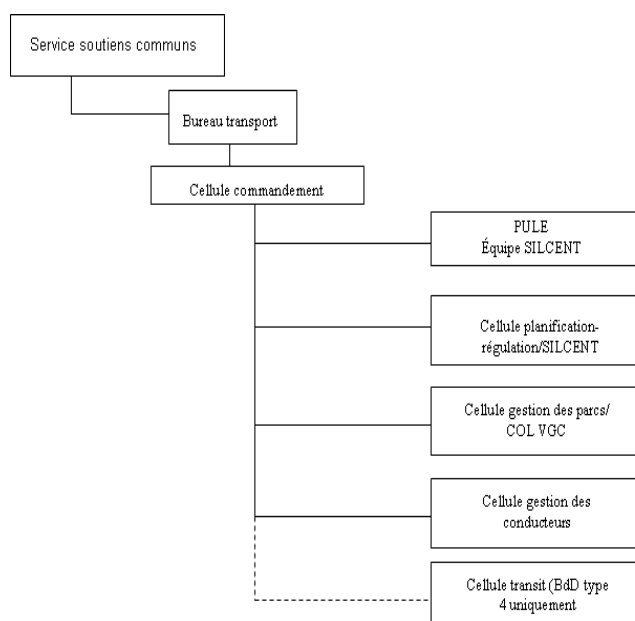 Service soutiens communs
Bureau transport
Cellule commandement
PULE
Équipe SILCENT
Cellule planification-
régulation/SILCENT
Cellule gestion des parcs/
COL VGC
Cellule gestion des
conducteurs
Cellule transit (BdD type
4 uniquement